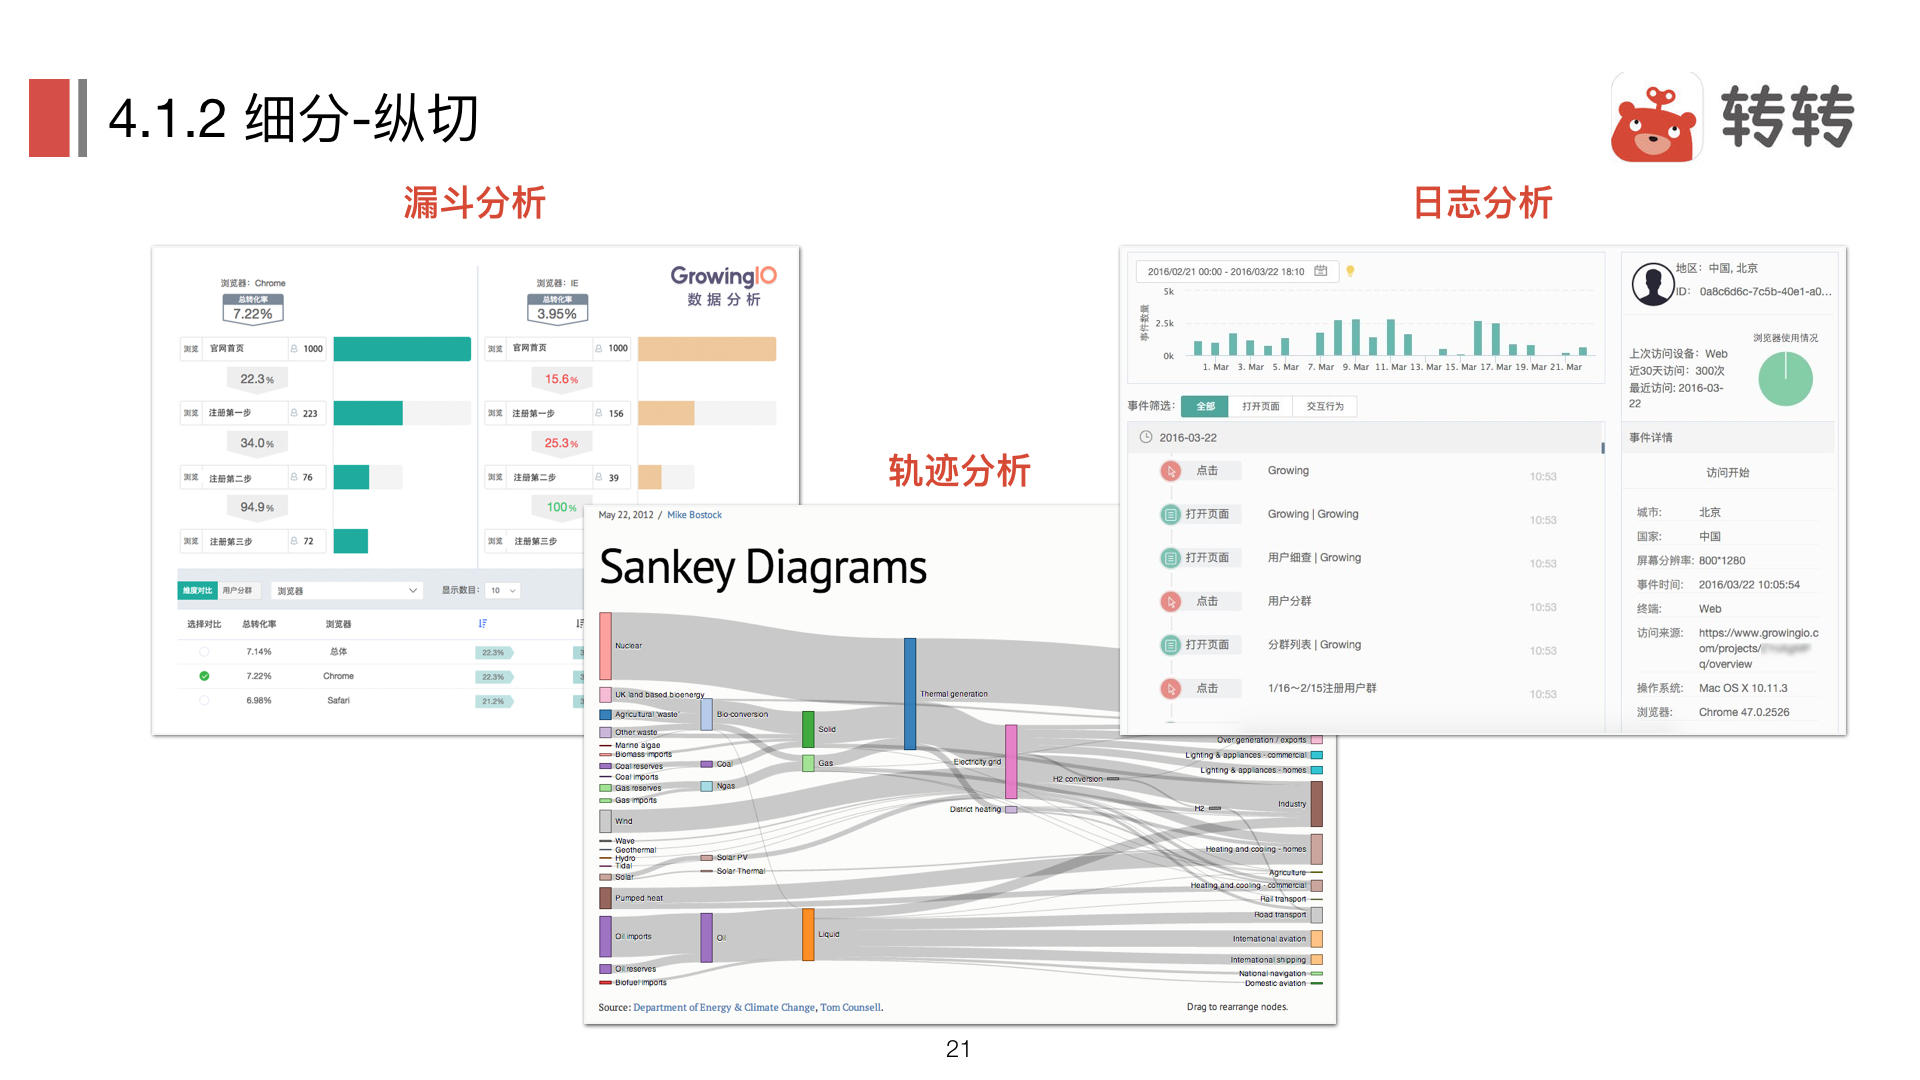 4.1.2 细分-纵切
转转
漏斗分析
日志分析
轨迹分析
浏览器：Chrome
总转化率
7.22%
浏览 官网首页 1000
22.3%
浏览 注册第一步 223
34.0%
浏览 注册第二步 76
94.9%
浏览 注册第三步 72
浏览器：IE
总转化率
3.95%
浏览 官网首页 1000
15.6%
浏览 注册第一步 156
25.3%
浏览 注册第二步 39
100%
浏览 注册第三步
GrowingIO
数据分析
维度对比 用户分群 浏览器 显示数目： 10
选择对比 总转化率 浏览器
7.14% 总体 22.3% 3
7.22% Chrome 22.3% 3
6.98% Safari 21.2% 3
May 22, 2012 / Mike Bostock
Sankey Diagrams
Nuclear
UK land based bioenergy
Agricultural 'waste'
Other waste
Marine algae
Biomass imports
Coal reserves
Coal imports
Gas reserves
Gas imports
Wind
Wave
Geothermal
Hydro
Tidal
Solar
Pumped heat
Oil imports
Oil reserves
Biofuel imports
Bio-conversion
Coal
Ngas
Solar PV
Solar Thermal
Oil
Solid
Gas
Liquid
Thermal generation
Electricity grid
District heating
H2 conversion
H2
Over generation / exports
Lighting & appliances - commercial
Lighting & appliances - homes
Industry
Heating and cooling - homes
Agriculture
Heating and cooling - commercial
Rail transport
Road transport
International aviation
International shipping
National navigation
Domestic aviation
Source: Department of Energy & Climate Change, Tom Counsell.
Drag to rearrange nodes.
2016/02/21 00:00 - 2016/03/22 18:10
事件数量
5k
2.5k
0k
1. Mar 3. Mar 5. Mar 7. Mar 9. Mar 11. Mar 13. Mar 15. Mar 17. Mar 19. Mar 21. Mar
事件筛选： 全部 打开页面 交互行为
2016-03-22
点击 Growing 10:53
打开页面 Growing | Growing 10:53
打开页面 用户细查 | Growing 10:53
点击 用户分群 10:53
打开页面 分群列表 | Growing 10:53
点击 1/16～2/15注册用户群 10:53
地区：中国, 北京
ID： 0a8c6d6c-7c5b-40e1-a0...
上次访问设备：Web
近30天访问：300次
最近访问: 2016-03-
22
浏览器使用情况
事件详情
访问开始
城市: 北京
国家: 中国
屏幕分辨率: 800*1280
事件时间: 2016/03/22 10:05:54
终端: Web
访问来源: https://www.growingio.c
om/projects/
q/overview
操作系统: Mac OS X 10.11.3
浏览器: Chrome 47.0.2526
21